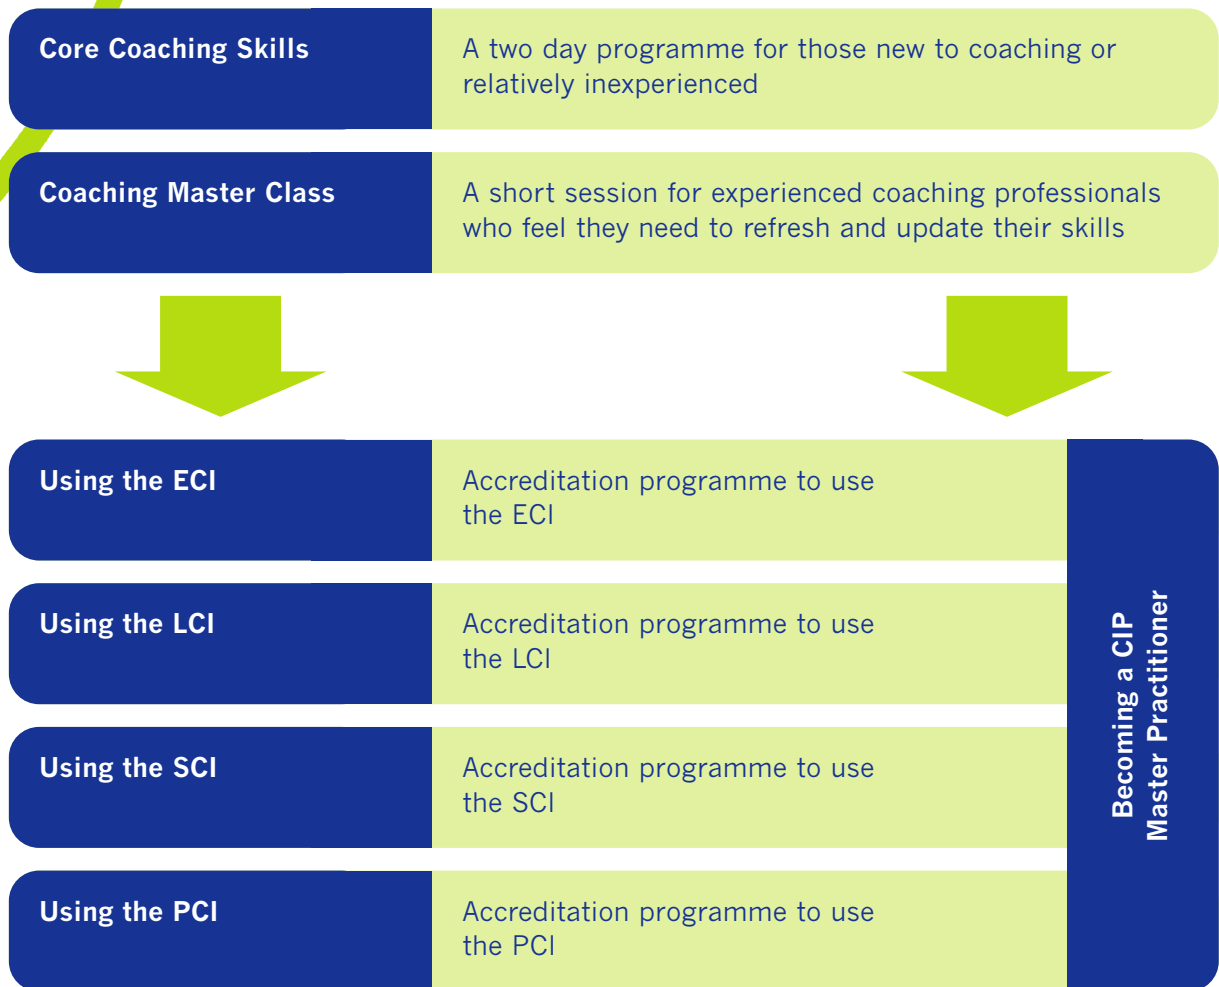 Core Coaching Skills
A two day programme for those new to coaching or
relatively inexperienced
Coaching Master Class
A short session for experienced coaching professionals
who feel they need to refresh and update their skills
Using the ECI
Accreditation programme to use
the ECI
Using the LCI
Accreditation programme to use
the LCI
Using the SCI
Accreditation programme to use
the SCI
Using the PCI
Accreditation programme to use
the PCI
Becoming a CIP
Master Practitioner